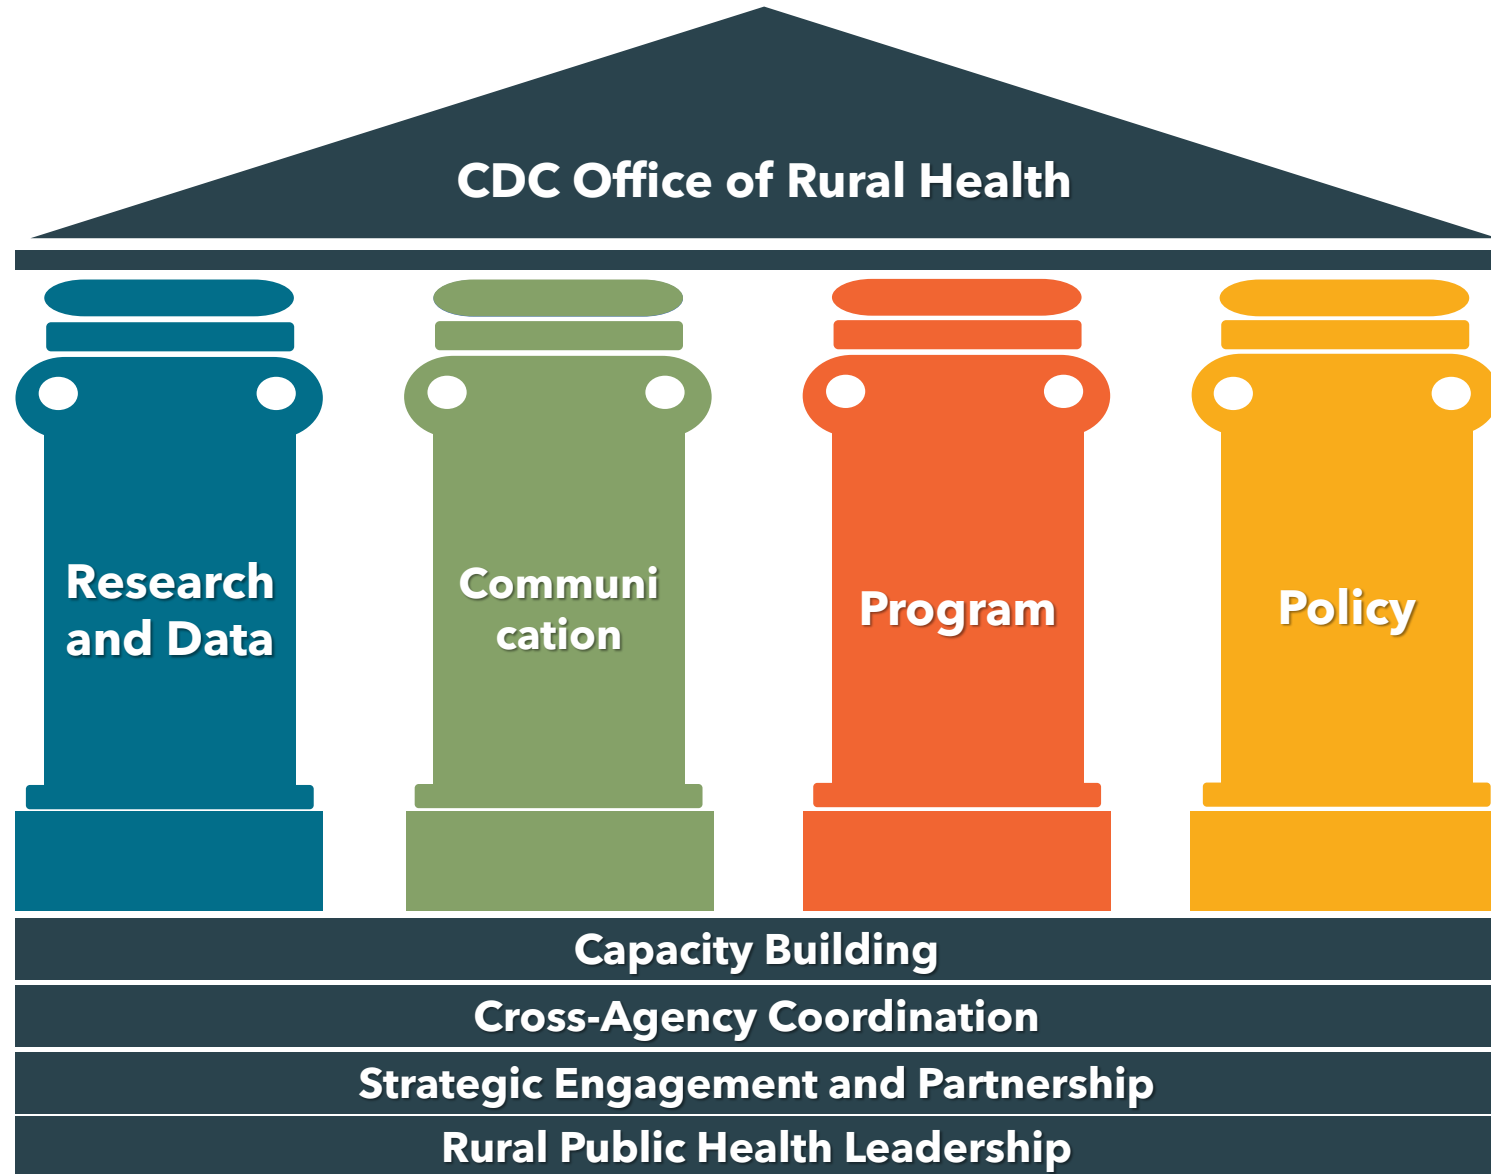 CDC Office of Rural Health
Research
and Data
Communi
cation
Program
Policy
Capacity Building
Cross-Agency Coordination
Strategic Engagement and Partnership
Rural Public Health Leadership